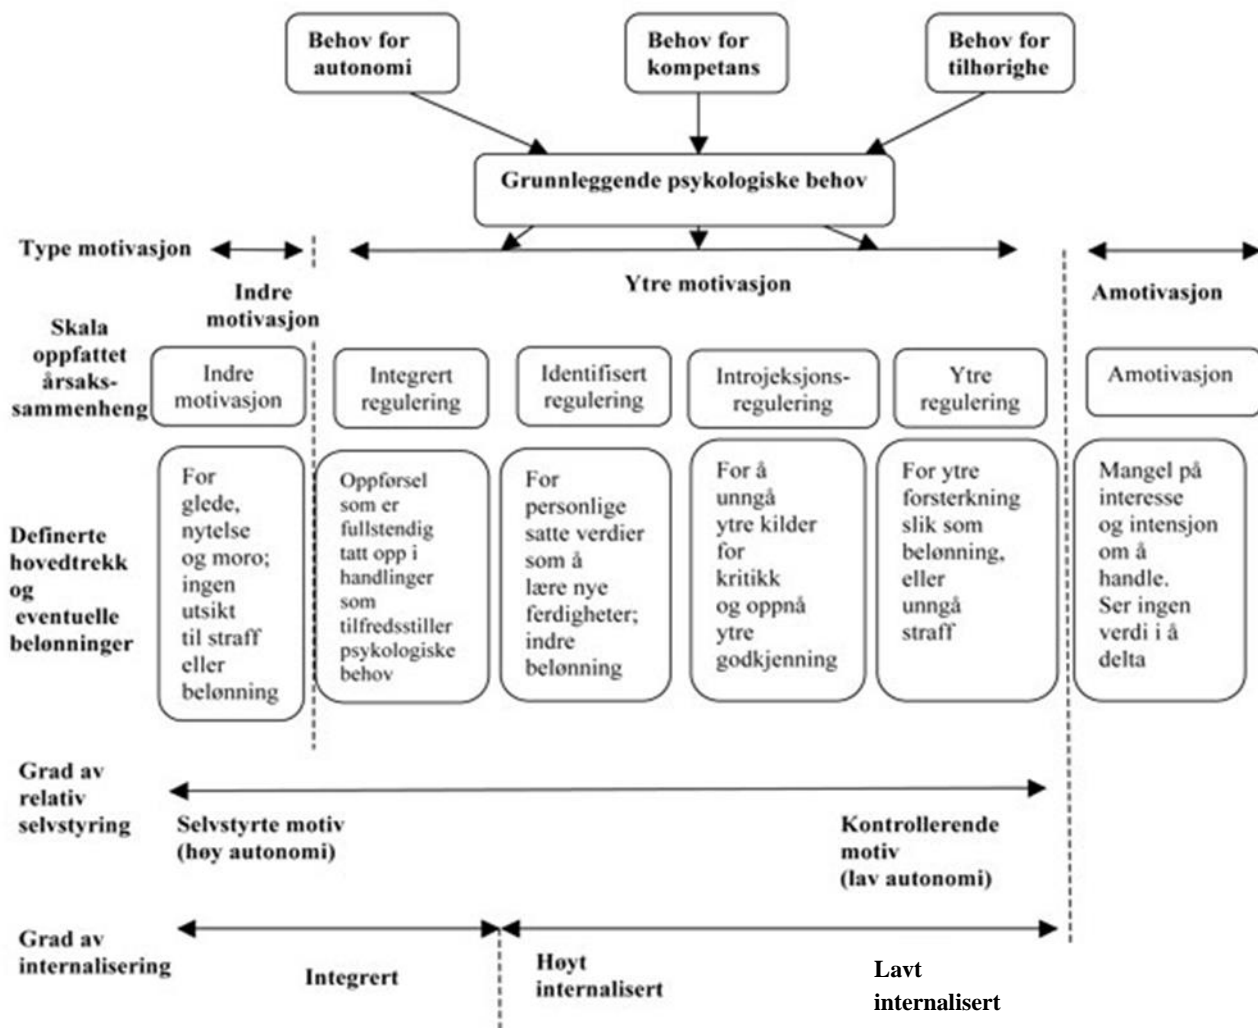 Behov for
autonomi
Behov for
kompetans
Behov for
tilhørighe
Grunnleggende psykologiske behov
Type motivasjon
Indre
motivasjon
Ytre motivasjon
Amotivasjon
Skala
oppfattet
årsaks-
sammenheng
Indre
motivasjon
Integrert
regulering
Identifisert
regulering
Introjeksjons-
regulering
Ytre
regulering
Amotivasjon
Definerte
hovedtrekk
og
eventuelle
belønninger
For
glede,
nytelse
og moro;
ingen
utsikt
til straff
eller
belønning
Oppførsel
som er
fullstendig
tatt opp i
handlinger
som
tilfredsstiller
psykologiske
behov
For
personlige
satte verdier
som å
lære nye
ferdigheter;
indre
belønning
For å
unngå
ytre kilder
for
kritikk
og oppnå
ytre
godkjenning
For ytre
forsterkning
slik som
belønning,
eller
unngå
straff
Mangel på
interesse
og intensjon
om å
handle.
Ser ingen
verdi i å
delta
Grad av
relativ
selvstyring
Selvstyrte motiv
(høy autonomi)
Kontrollerende
motiv
(lav autonomi)
Grad av
internalisering
Integrert
Høyt
internalisert
Lavt
internalisert